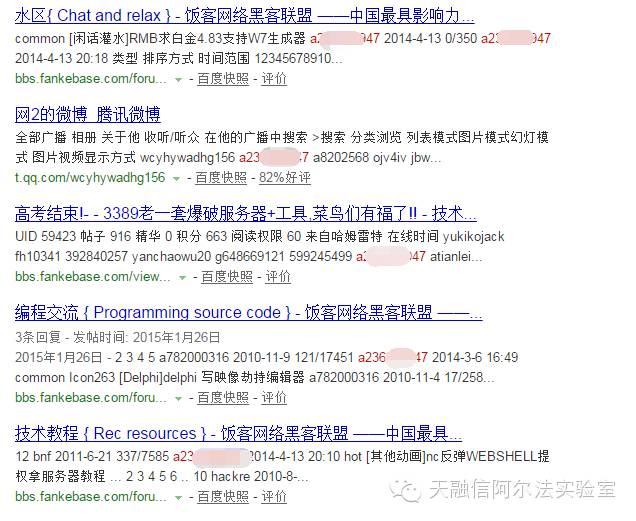 水区{ Chat and relax } - 饭客网络黑客联盟 ——中国最具影响力...
common [闲话灌水]RMB求白金4.83支持W7生成器 a2 947 2014-4-13 0/350 a23 947
2014-4-13 20:18 类型 排序方式 时间范围 12345678910...
bbs.fankebase.com/foru... - 百度快照 - 评价
网2的微博_腾讯微博
全部广播 相册 关于他 收听/听众 在他的广播中搜索 >搜索 分类浏览 列表模式图片模式幻灯模
式 图片视频显示方式 wcyhywadhg156 a23 47 a8202568 ojv4iv jbw...
t.qq.com/wcyhywadhg156 - 百度快照 - 82%好评
高考结束!- - 3389老一套爆破服务器+工具,菜鸟们有福了!! - 技术...
UID 59423 帖子 916 精华 0 积分 663 阅读权限 60 来自哈姆雷特 在线时间 yukikojack
fh10341 392840257 yanchaowu20 g648669121 599245499 a2 947 atianlei...
bbs.fankebase.com/view... - 百度快照 - 评价
编程交流 { Programming source code } - 饭客网络黑客联盟 ——...
3条回复 - 发帖时间: 2015年1月26日
2015年1月26日 - 2 3 4 5 a782000316 2010-11-9 121/17451 a236 47 2014-3-6 16:49
common Icon263 [Delphi]delphi 写映像劫持编辑器 a782000316 2010-11-4 17/258...
bbs.fankebase.com/foru... - 百度快照 - 评价
技术教程 { Rec resources } - 饭客网络黑客联盟 ——中国最具...
12 bnf 2011-6-21 337/7585 a23 2014-4-13 20:10 hot [其他动画]nc反弹WEBSHELL提
权拿服务器教程 ... 2 3 4 5 6 .. 10 hackre 2010-8-...
bbs.fankebase.com/foru... - 百度快照 - 评价
天融信阿尔法实验室